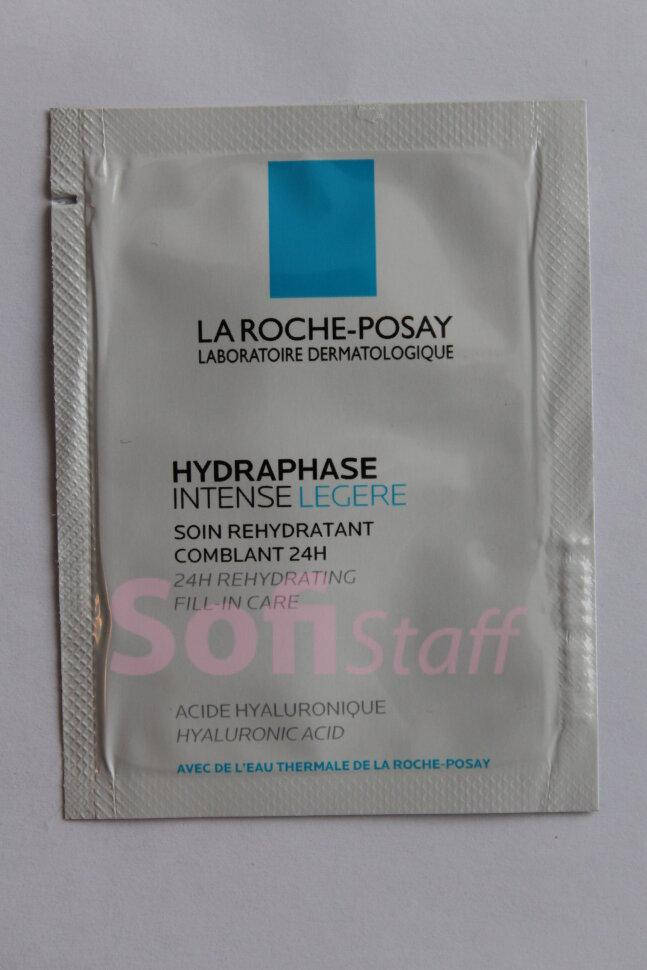 LA ROCHE-POSAY
LABORATOIRE DERMATOLOGIQUE
HYDRAPHASE
INTENSE LEGERE
SOIN REHYDRATANT
COMBLANT 24H
24H REHYDRATING
FILL-IN CARE
Sofi Staff
ACIDE HYALURONIQUE
HYALURONIC ACID
AVEC DE L'EAU THERMALE DE LA ROCHE-POSAY